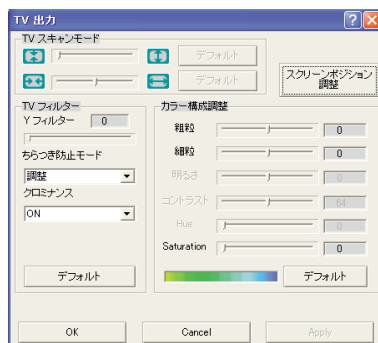 TV 出力
TV スキャンモード
デフォルト
デフォルト
スクリーンポジション
調整
TV フィルター
Y フィルター 0
ちらつき防止モード
調整
クロミナンス
ON
デフォルト
カラー構成調整
粗粒 0
細粒 0
明るさ 0
コントラスト 64
Hue 0
Saturation 0
デフォルト
OK
Cancel
Apply